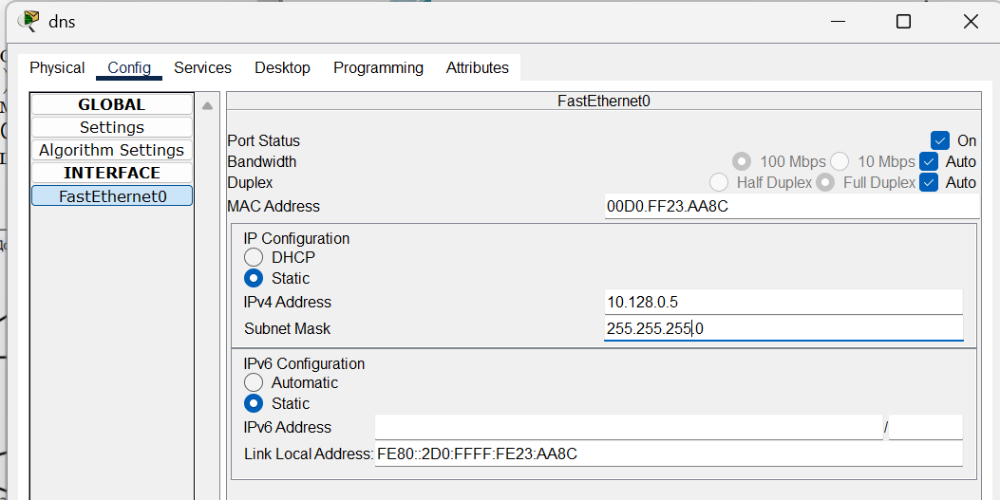 dns
Physical Config Services Desktop Programming Attributes
GLOBAL
Settings
Algorithm Settings
INTERFACE
FastEthernet0
FastEthernet0
Port Status On
Bandwidth 100 Mbps 10 Mbps Auto
Duplex Half Duplex Full Duplex Auto
MAC Address 00D0.FF23.AA8C
IP Configuration
DHCP
Static
IPv4 Address 10.128.0.5
Subnet Mask 255.255.255.0
IPv6 Configuration
Automatic
Static
IPv6 Address /
Link Local Address: FE80::2D0:FFFF:FE23:AA8C